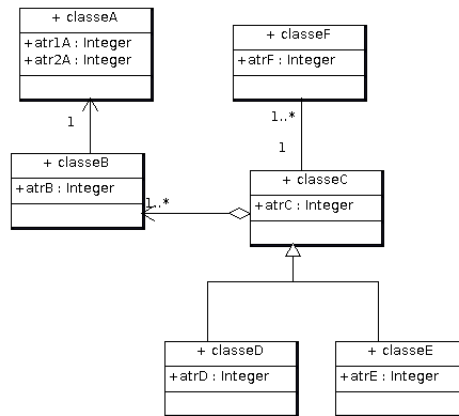 + classeA
+atr1A : Integer
+atr2A : Integer
+ classeF
+atrF : Integer
1
1..*
1
+ classeB
+atrB : Integer
1..*
+ classeC
+atrC : Integer
+ classeD
+atrD : Integer
+ classeE
+atrE : Integer